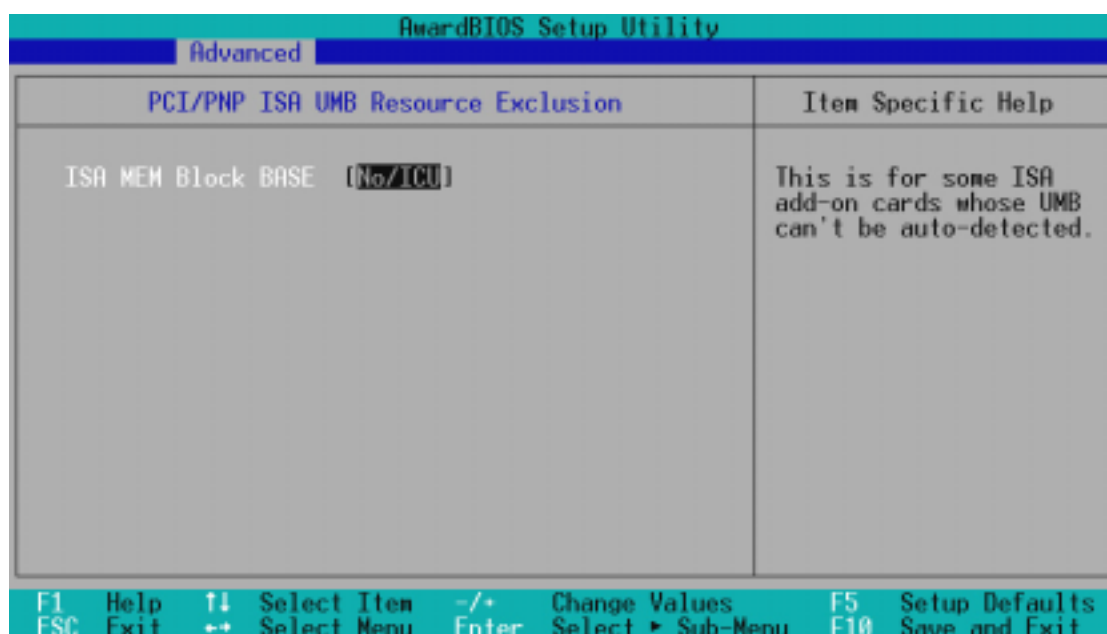 AwardBIOS Setup Utility
Advanced
PCI/PNP ISA UMB Resource Exclusion
Item Specific Help
ISA MEM Block BASE [No/ICU]
This is for some ISA
add-on cards whose UMB
can't be auto-detected.
F1 Help ↑↓ Select Item -/+ Change Values F5 Setup Defaults
ESC Exit ←→ Select Menu Enter Select ► Sub-Menu F10 Save and Exit